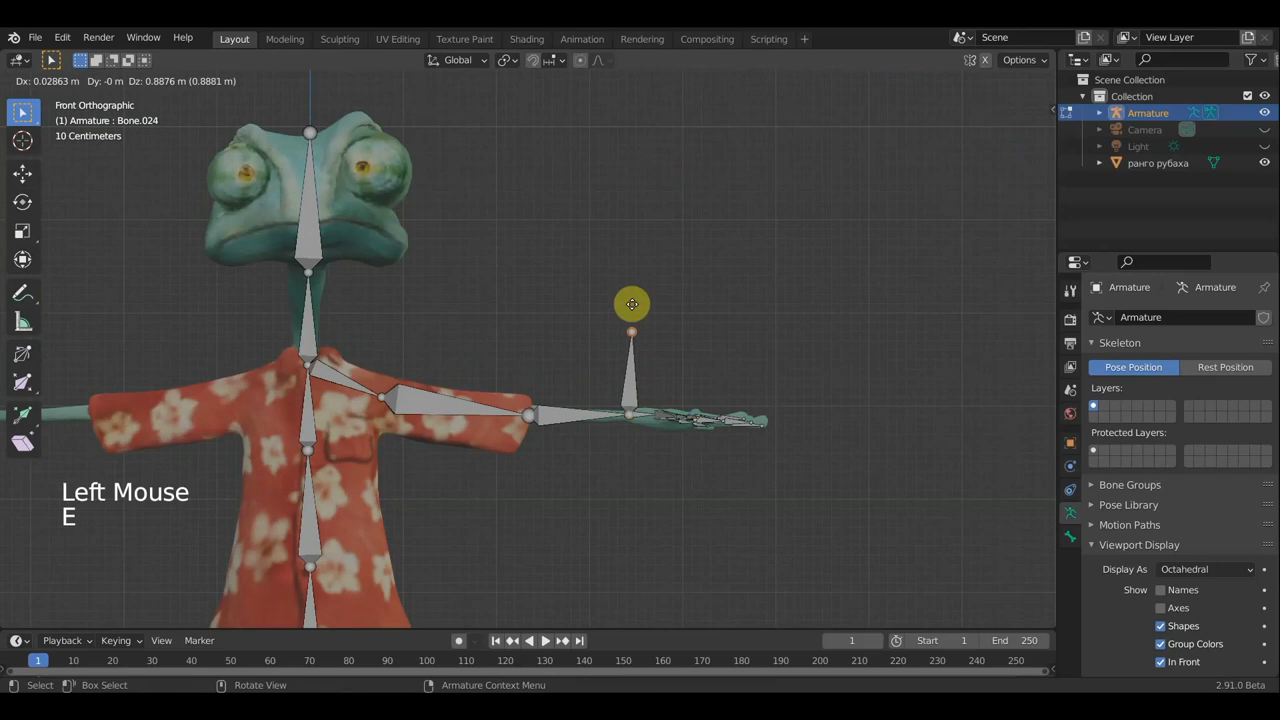 File Edit Render Window Help Layout Modeling Sculpting UV Editing Texture Paint Shading Animation Rendering Compositing Scripting Scene View Layer
Global Options
Dx: 0.02863 m Dy: -0 m Dz: 0.8876 m (0.8881 m)
Front Orthographic
(1) Armature : Bone.024
10 Centimeters
Left Mouse
E
Scene Collection
Collection
Armature
Camera
Light
ранго рубаха
Armature Armature
Armature
Skeleton
Pose Position Rest Position
Layers:
Protected Layers:
Bone Groups
Pose Library
Motion Paths
Viewport Display
Display As Octahedral
Show Names
Axes
Shapes
Group Colors
In Front
Playback Keying View Marker 1 Start 1 End 250
1 10 20 30 40 50 60 70 80 90 100 110 120 130 140 150 160 170 180 190 200 210 220 230 240 250
Select Box Select Rotate View Armature Context Menu 2.91.0 Beta
X